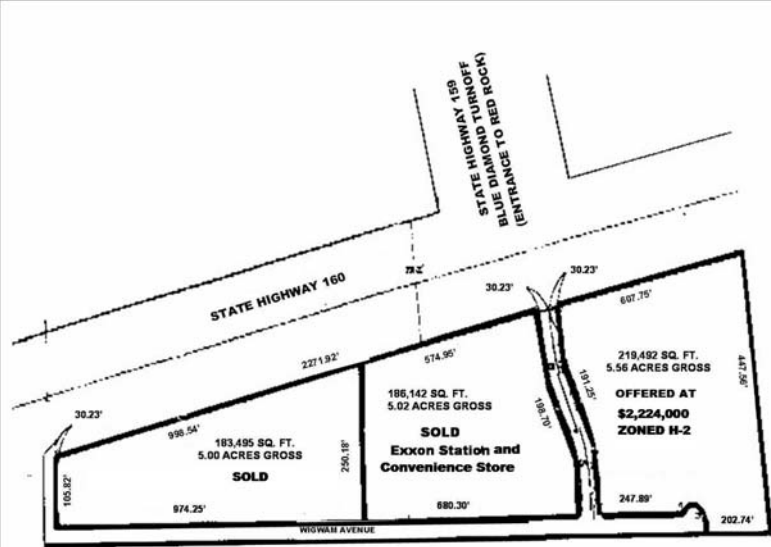 STATE HIGHWAY 159
BLUE DIAMOND TURNOFF
(ENTRANCE TO RED ROCK)
STATE HIGHWAY 160
30.23'
30.23'
607.75'
2271.92'
574.95'
219,492 SQ. FT.
5.56 ACRES GROSS
447.56'
191.25'
OFFERED AT
$2,224,000
ZONED H-2
186,142 SQ. FT.
5.02 ACRES GROSS
198.70'
SOLD
Exxon Station and
Convenience Store
30.23'
998.54'
183,495 SQ. FT.
5.00 ACRES GROSS
SOLD
250.18'
105.82'
974.25'
680.30'
247.89'
202.74'
WIGWAM AVENUE